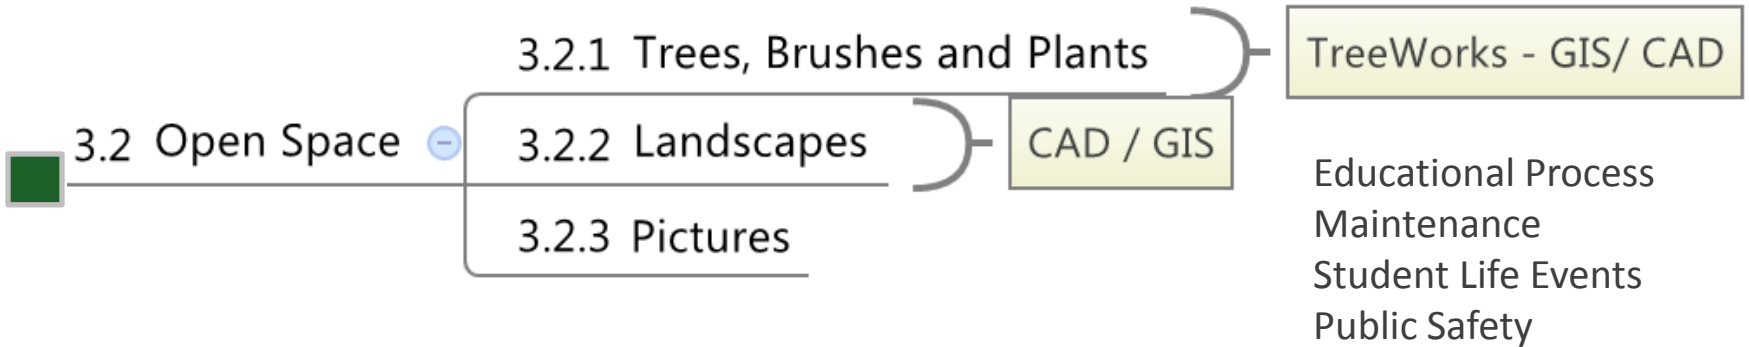 3.2.1 Trees, Brushes and Plants
TreeWorks - GIS/ CAD
3.2 Open Space
3.2.2 Landscapes
CAD / GIS
3.2.3 Pictures
Educational Process
Maintenance
Student Life Events
Public Safety